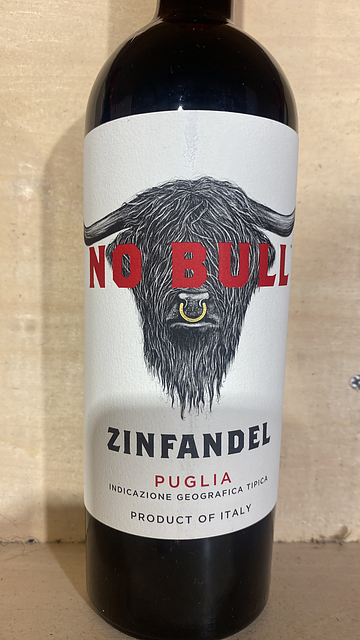 NO BULL
ZINFANDEL
PUGLIA
INDICAZIONE GEOGRAFICA TIPICA
PRODUCT OF ITALY